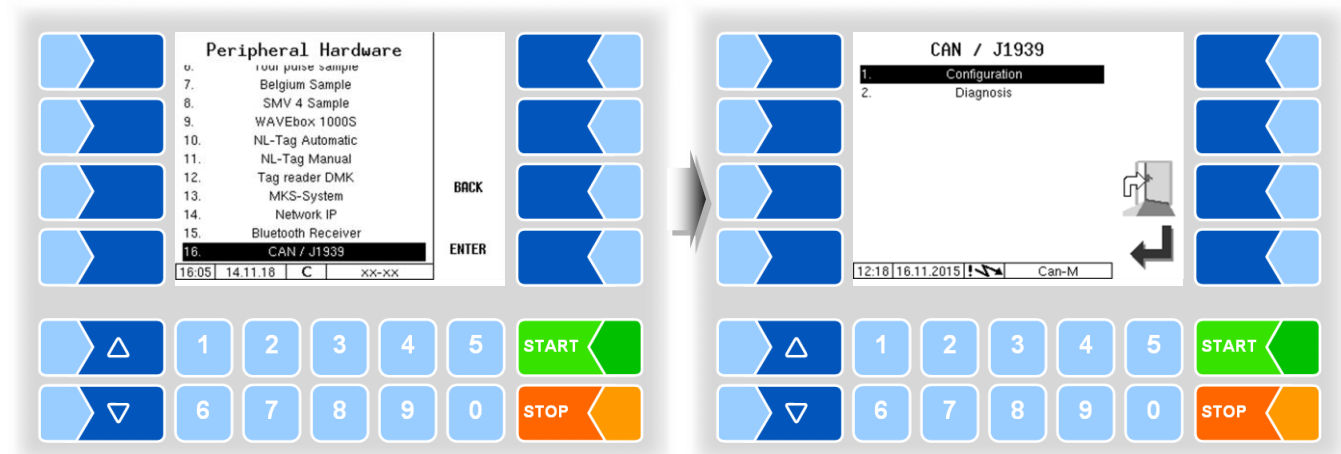 Peripheral Hardware
7. Belgium Sample
8. SMV 4 Sample
9. WAVEbox 1000S
10. NL-Tag Automatic
11. NL-Tag Manual
12. Tag reader DMK
13. MKS-System
14. Network IP
15. Bluetooth Receiver
16. CAN / J1939
BACK
ENTER
16:05 14.11.18 C xx-xx
1 2 3 4 5 START
6 7 8 9 0 STOP
CAN / J1939
1. Configuration
2. Diagnosis
12:18 16.11.2015 ! Can-M
1 2 3 4 5 START
6 7 8 9 0 STOP